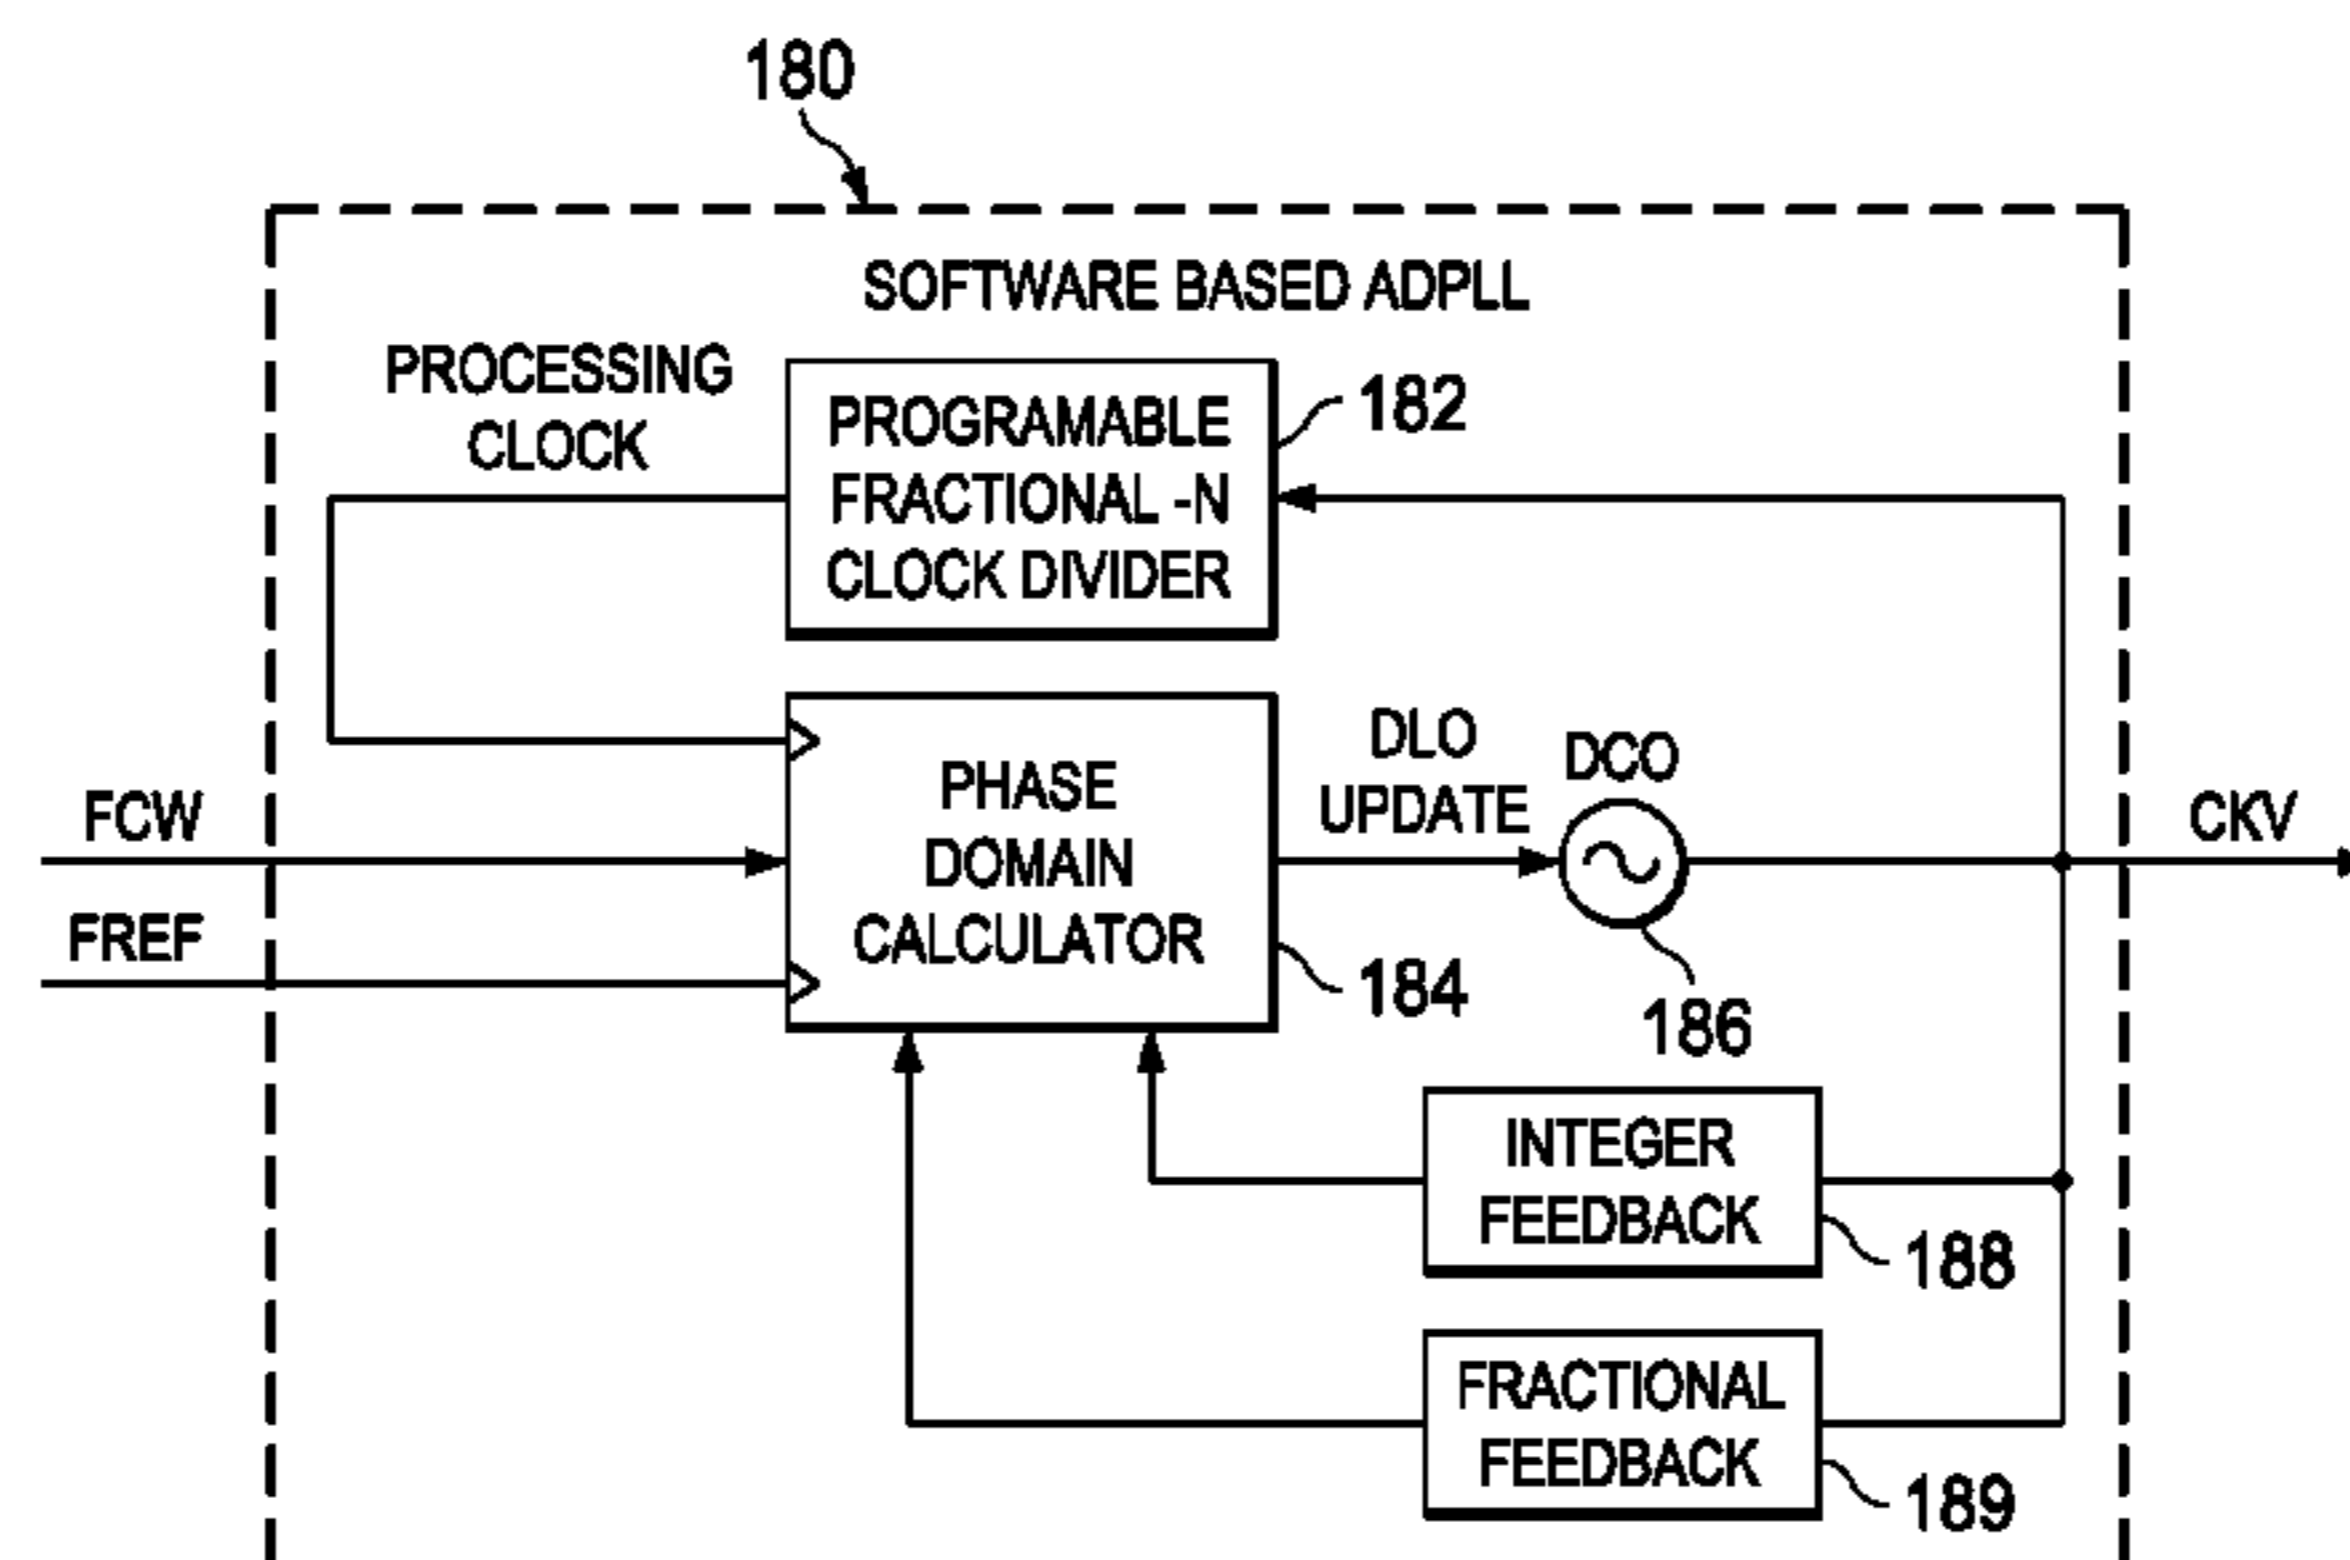 180
SOFTWARE BASED ADPLL
PROCESSING
CLOCK
PROGRAMABLE
FRACTIONAL -N
CLOCK DIVIDER
182
PHASE
DOMAIN
CALCULATOR
184
DLO
UPDATE
DCO
186
FCW
FREF
CKV
INTEGER
FEEDBACK
188
FRACTIONAL
FEEDBACK
189